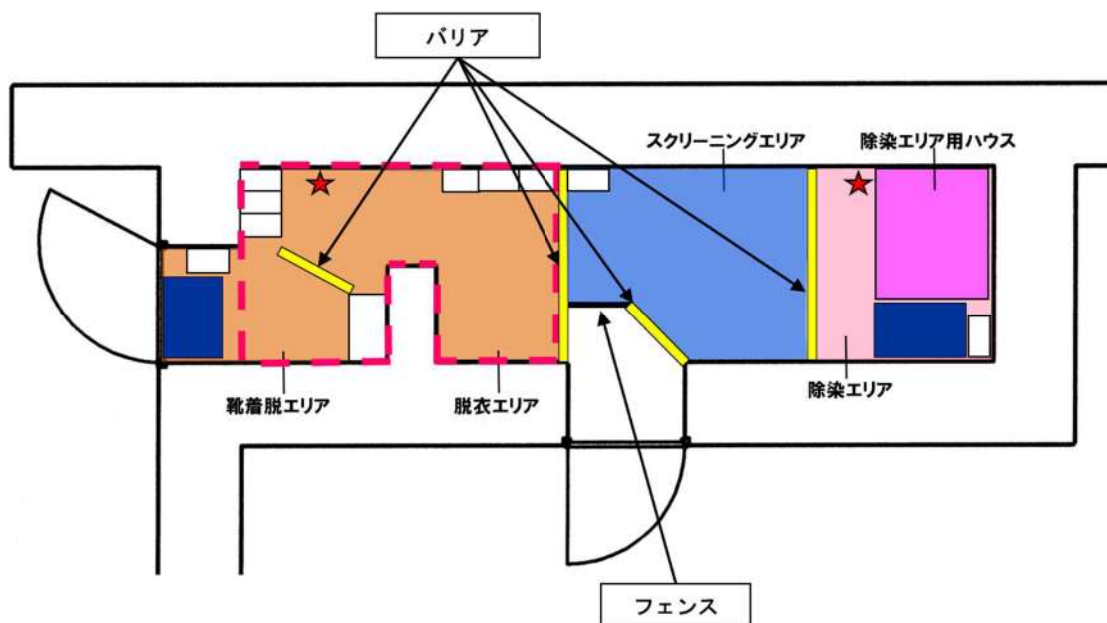 バリア
スクリーニングエリア
除染エリア用ハウス
靴着脱エリア
脱衣エリア
除染エリア
フェンス